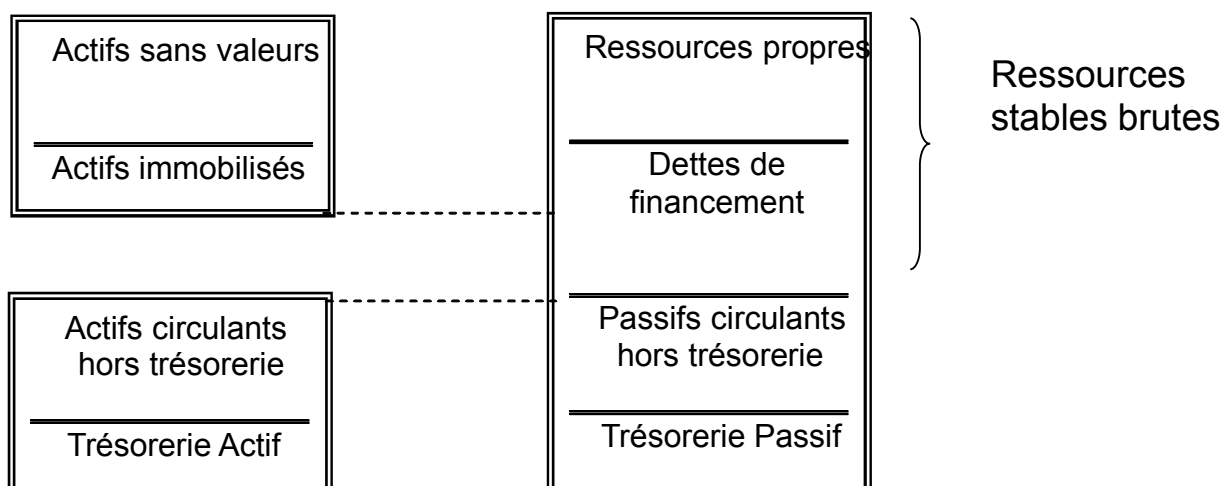 Actifs sans valeurs
Actifs immobilisés
Actifs circulants
hors trésorerie
Trésorerie Actif
Ressources propres
Dettes de
financement
Passifs circulants
hors trésorerie
Trésorerie Passif
Ressources
stables brutes